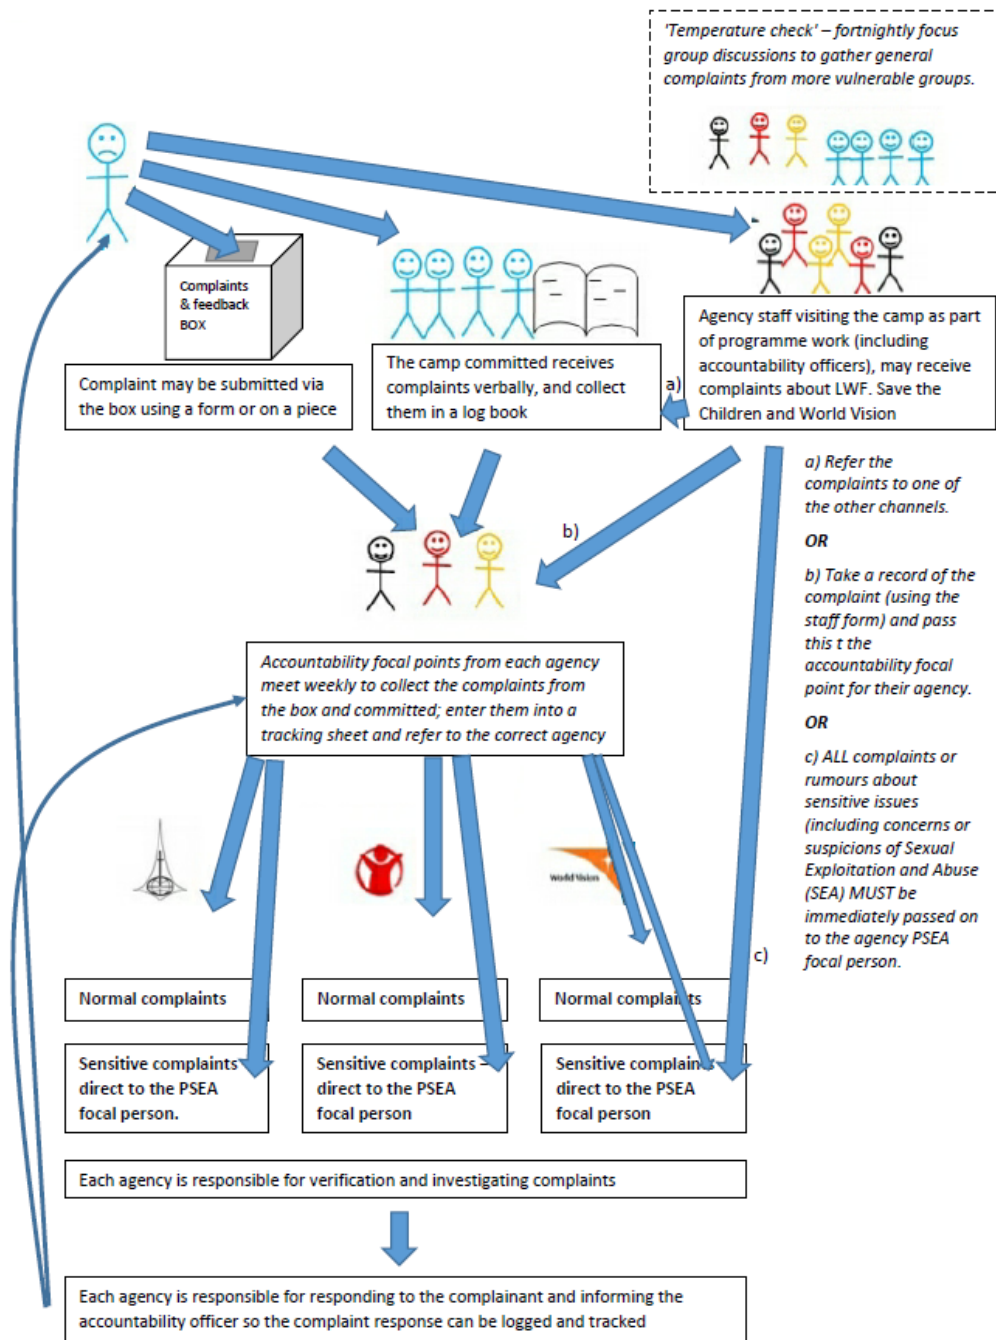 'Temperature check' – fortnightly focus
group discussions to gather general
complaints from more vulnerable groups.
Complaints
& feedback
BOX
Complaint may be submitted via
the box using a form or on a piece
The camp committed receives
complaints verbally, and collect
them in a log book
a)
Agency staff visiting the camp as part
of programme work (including
accountability officers), may receive
complaints about LWF. Save the
Children and World Vision
a) Refer the
complaints to one of
the other channels.
OR
b) Take a record of the
complaint (using the
staff form) and pass
this t the
accountability focal
point for their agency.
OR
c) ALL complaints or
rumours about
sensitive issues
(including concerns or
suspicions of Sexual
Exploitation and Abuse
(SEA) MUST be
immediately passed on
to the agency PSEA
focal person.
b)
Accountability focal points from each agency
meet weekly to collect the complaints from
the box and committed; enter them into a
tracking sheet and refer to the correct agency
World Vision
c)
Normal complaints
Normal complaints
Normal complaints
Sensitive complaints
direct to the PSEA
focal person.
Sensitive complaints –
direct to the PSEA
focal person
Sensitive complaints
direct to the PSEA
focal person
Each agency is responsible for verification and investigating complaints
Each agency is responsible for responding to the complainant and informing the
accountability officer so the complaint response can be logged and tracked